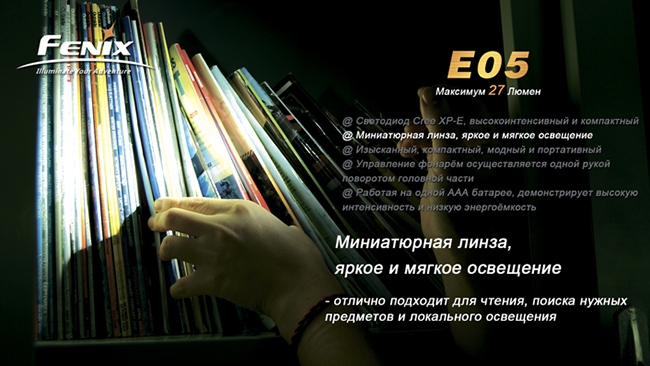 FENIX
Illuminate Your Adventure
E05
Максимум 27 Люмен
@ Светодиод Cree XP-E, высокоинтенсивный и компактный
@ Миниатюрная линза, яркое и мягкое освещение
@ Изысканный, компактный, модный и портативный
@ Управление фонарём осуществляется одной рукой
поворотом головной части
@ Работая на одной ААА батарее, демонстрирует высокую
интенсивность и низкую энергоёмкость
Миниатюрная линза,
яркое и мягкое освещение
- отлично подходит для чтения, поиска нужных
предметов и локального освещения